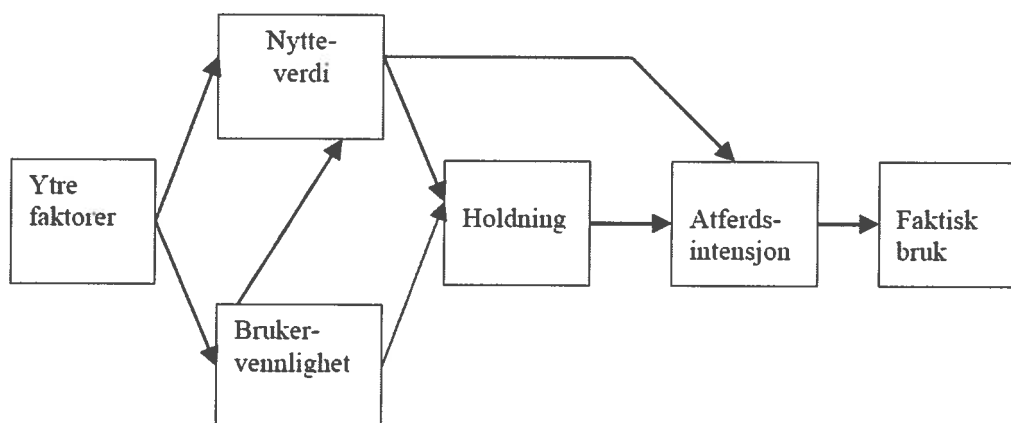 Nytte-
verdi
Ytre
faktorer
Holdning
Atferds-
intensjon
Faktisk
bruk
Bruker-
vennlighet